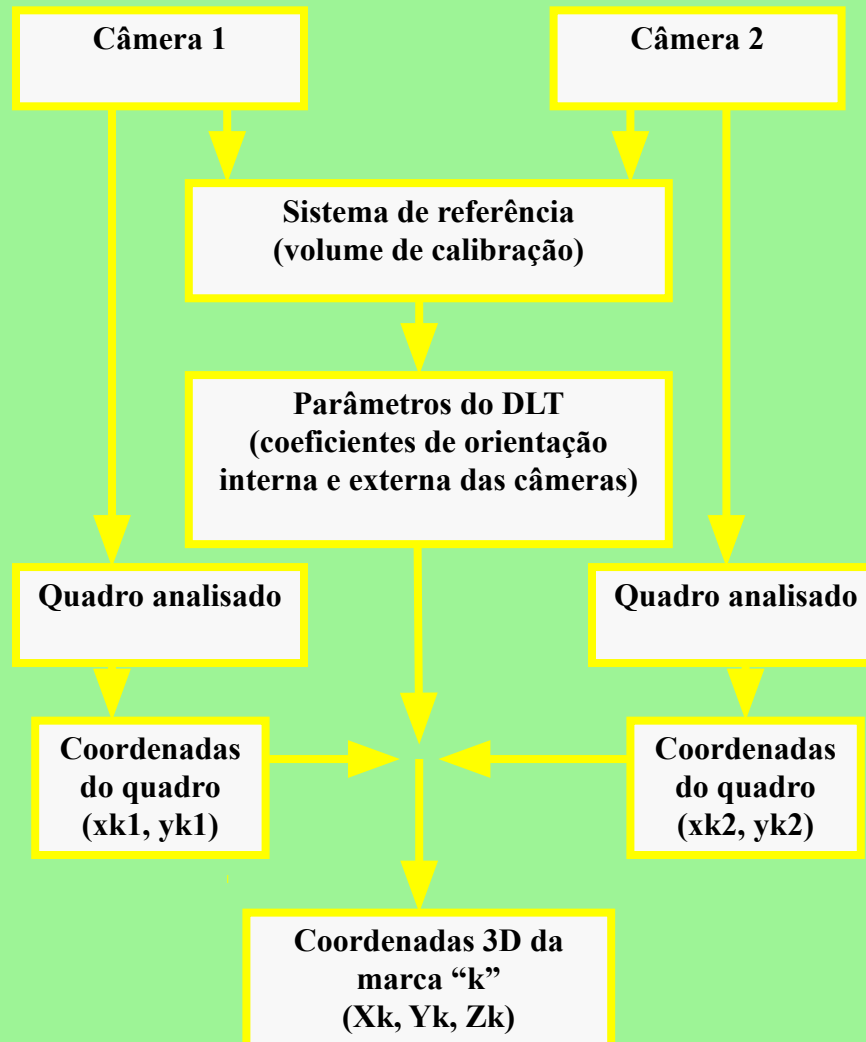 Câmera 1
Câmera 2
Sistema de referência
(volume de calibração)
Parâmetros do DLT
(coeficientes de orientação
interna e externa das câmeras)
Quadro analisado
Quadro analisado
Coordenadas
do quadro
(xk1, yk1)
Coordenadas
do quadro
(xk2, yk2)
Coordenadas 3D da
marca “k”
(Xk, Yk, Zk)